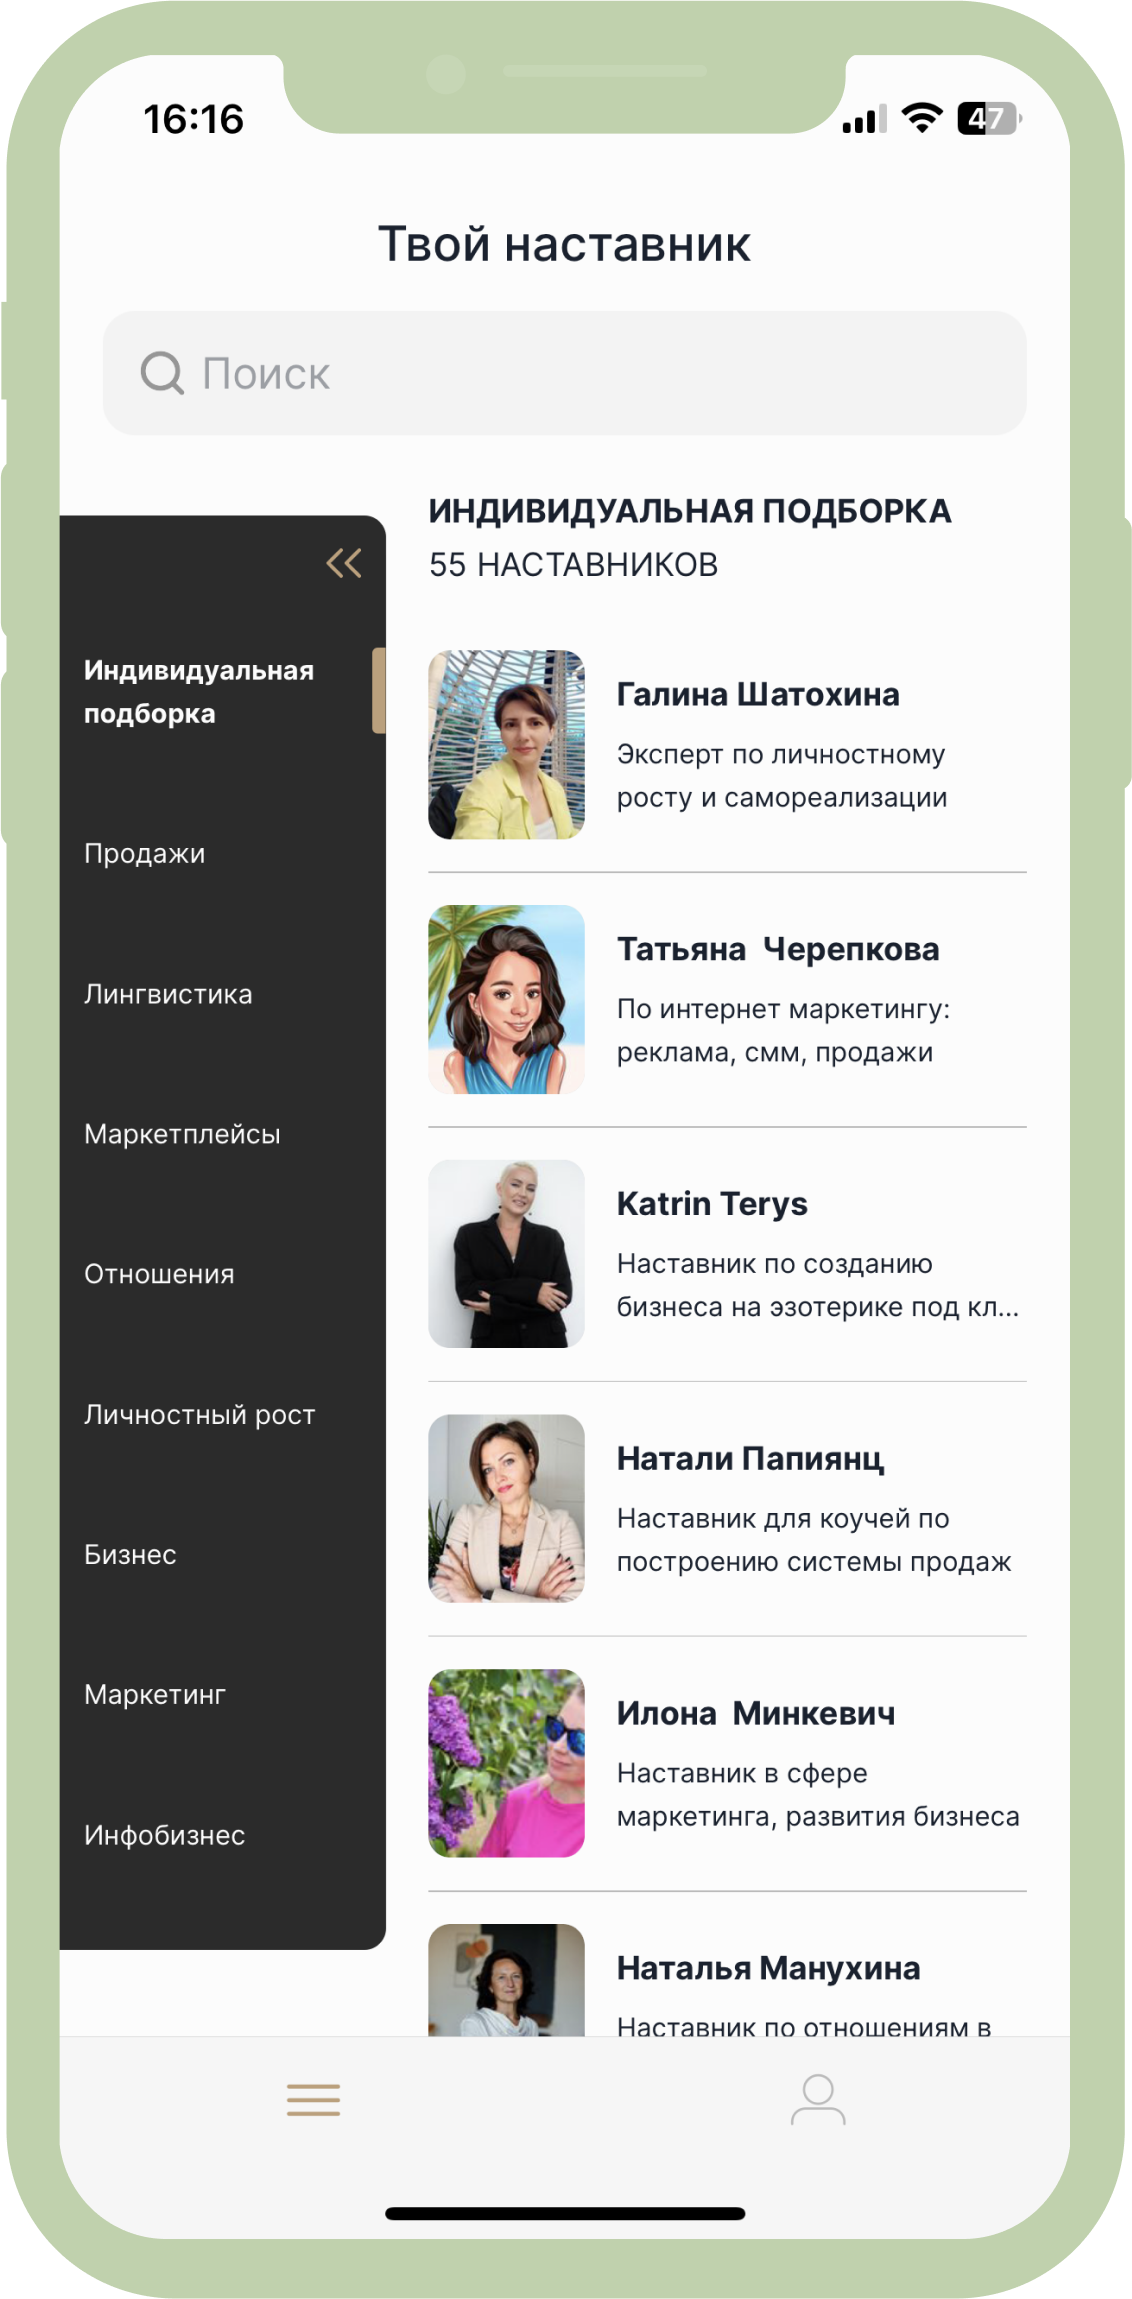 16:16
47
Твой наставник
Поиск
ИНДИВИДУАЛЬНАЯ ПОДБОРКА
55 НАСТАВНИКОВ
Индивидуальная
подборка
Продажи
Лингвистика
Маркетплейсы
Отношения
Личностный рост
Бизнес
Маркетинг
Инфобизнес
Галина Шатохина
Эксперт по личностному
росту и самореализации
Татьяна Черепкова
По интернет маркетингу:
реклама, смм, продажи
Katrin Terys
Наставник по созданию
бизнеса на эзотерике под кл...
Натали Папиянц
Наставник для коучей по
построению системы продаж
Илона Минкевич
Наставник в сфере
маркетинга, развития бизнеса
Наталья Манухина
Наставник по отношениям в